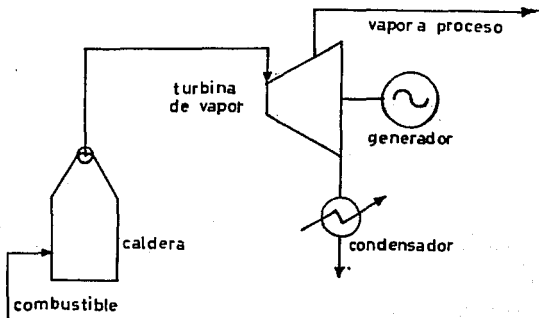 vapor a proceso
turbina
de vapor
generador
caldera
condensador
combustible